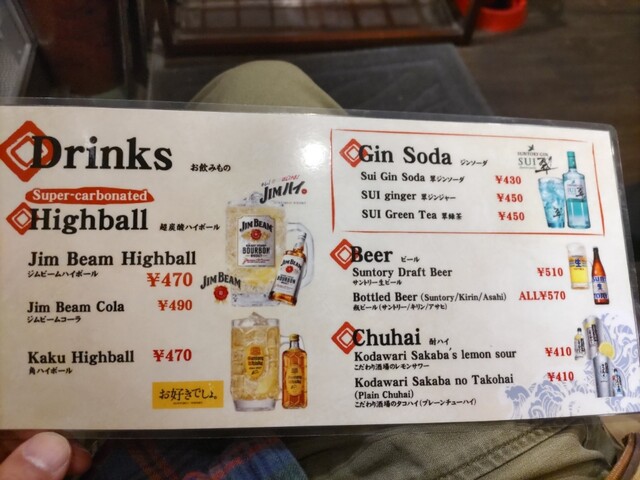 Drinks お飲みもの
Super-carbonated
Highball 超炭酸ハイボール
Jim Beam Highball
ジムビームハイボール
¥470
Jim Beam Cola ¥490
ジムビームコーラ
Kaku Highball ¥470
角ハイボール
お好きでしょ。
JIMハイ。
JIM BEAM
BOURBON
JIM BEAM
JIM BEAM
Gin Soda ジンソーダ
SUNTORY GIN
SUI 翠
Sui Gin Soda 翠ジンソーダ ¥430
SUI ginger 翠ジンジャー ¥450
SUI Green Tea 翠緑茶 ¥450
Beer ビール
Suntory Draft Beer ¥510
サントリー生ビール
Bottled Beer (Suntory/Kirin/Asahi) ALL¥570
瓶ビール(サントリー/キリン/アサヒ)
Chuhai 酎ハイ
Kodawari Sakaba's lemon sour ¥410
こだわり酒場のレモンサワー
Kodawari Sakaba no Takohai ¥410
(Plain Chuhai)
こだわり酒場のタコハイ(プレーンチューハイ)